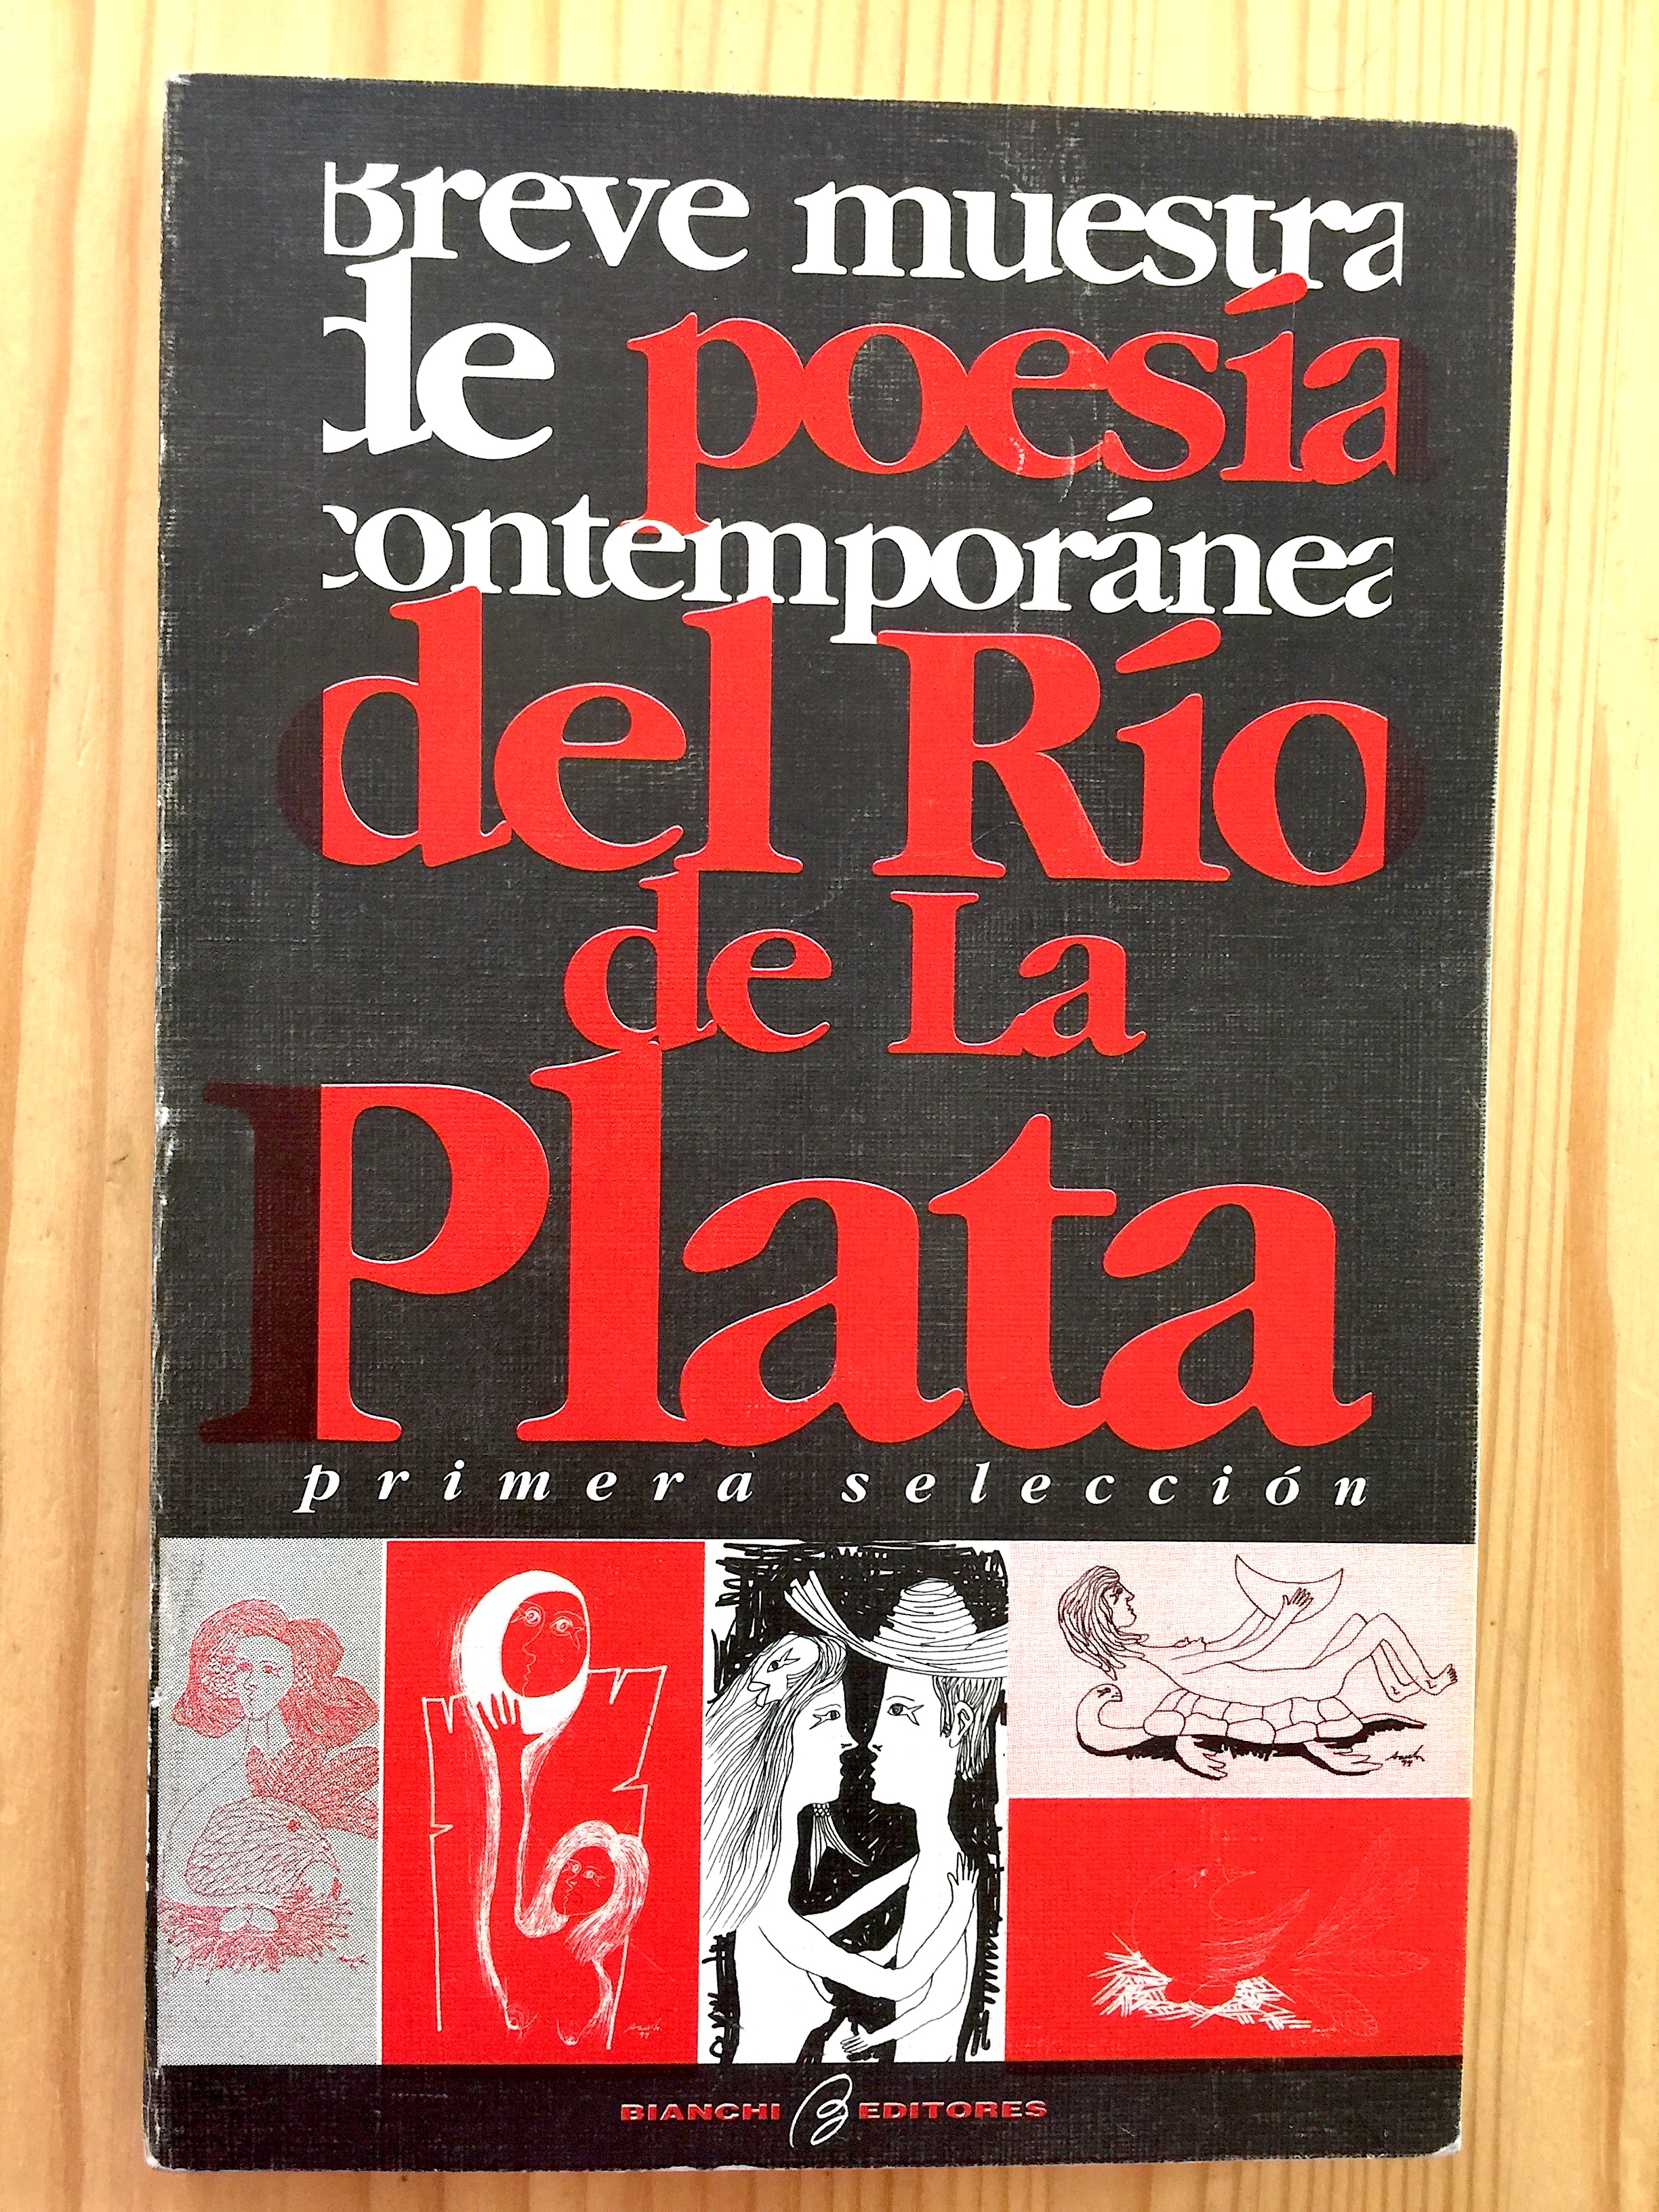 Breve muestra
de poesía
contemporánea
del Río
de La
Plata
primera selección
BIANCHI B EDITORES